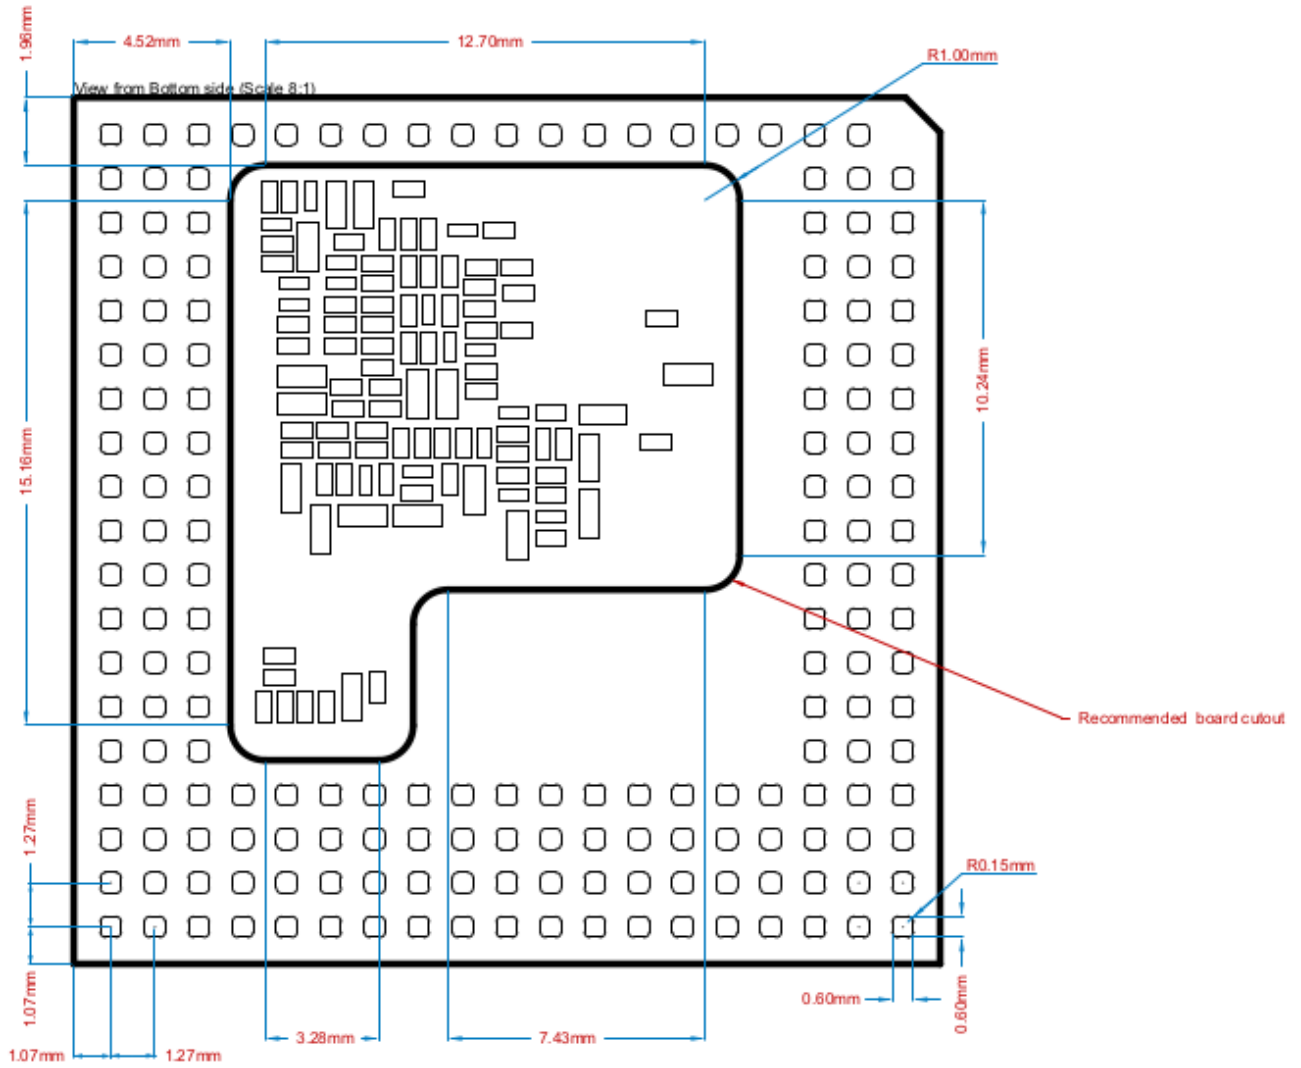 1.96mm
4.52mm
12.70mm
R1.00mm
View from Bottom side (Scale 8:1)
10.24mm
15.16mm
Recommended board cutout
1.27mm
R0.15mm
1.07mm
0.60mm
0.60mm
3.28mm
7.43mm
1.07mm
1.27mm